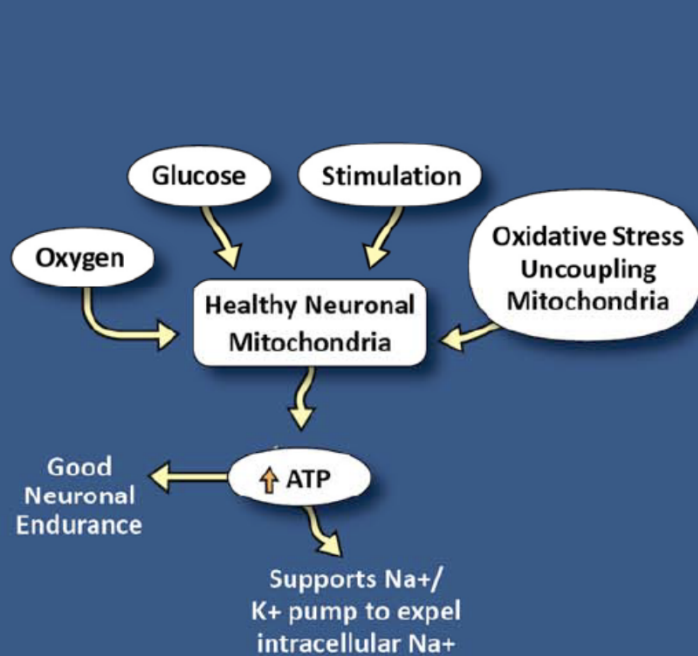 Glucose
Stimulation
Oxygen
Oxidative Stress
Uncoupling
Mitochondria
Healthy Neuronal
Mitochondria
ATP
Good
Neuronal
Endurance
Supports Na+/
K+ pump to expel
intracellular Na+